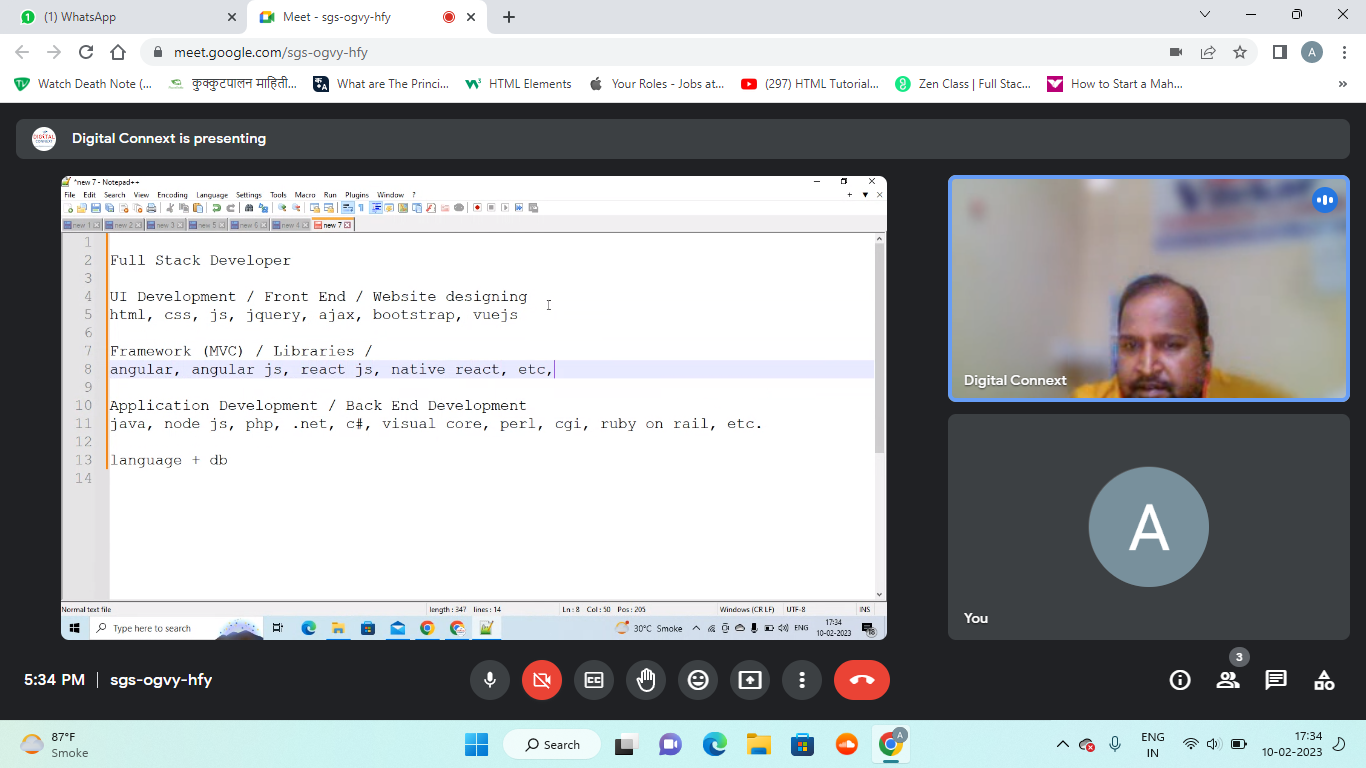 (1) WhatsApp
Meet - sgs-ogvy-hfy
meet.google.com/sgs-ogvy-hfy
A
Watch Death Note (...
कुक्कुटपालन माहिती...
What are The Princi...
HTML Elements
Your Roles - Jobs at...
(297) HTML Tutorial...
Zen Class | Full Stac...
How to Start a Mah...
Digital Connext is presenting
*new 7 - Notepad++
File Edit Search View Encoding Language Settings Tools Macro Run Plugins Window ?
new 1 new 2 new 3 new 5 new 6 new 4 new 7
1
2 Full Stack Developer
3
4 UI Development / Front End / Website designing
5 html, css, js, jquery, ajax, bootstrap, vuejs
6
7 Framework (MVC) / Libraries /
8 angular, angular js, react js, native react, etc,
9
10 Application Development / Back End Development
11 java, node js, php, .net, c#, visual core, perl, cgi, ruby on rail, etc.
12
13 language + db
14
Normal text file length : 347 lines : 14 Ln : 8 Col : 50 Pos : 205 Windows (CR LF) UTF-8 INS
Type here to search
30°C Smoke
ENG
17:34
10-02-2023
18
Digital Connext
A
You
5:34 PM | sgs-ogvy-hfy
CC
3
87°F
Smoke
Search
A
ENG
IN
17:34
10-02-2023